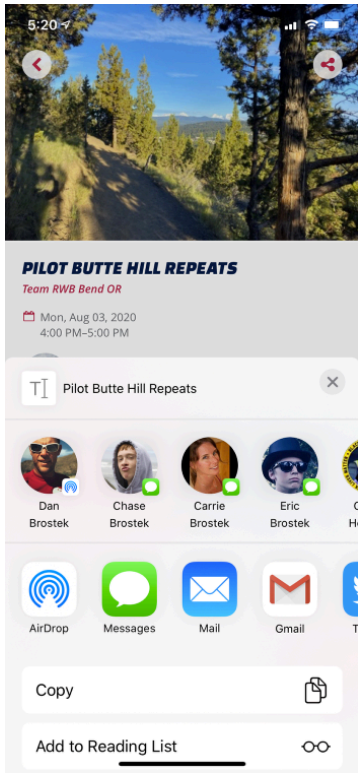 5:20
PILOT BUTTE HILL REPEATS
Team RWB Bend OR
Mon, Aug 03, 2020
4:00 PM–5:00 PM
Pilot Butte Hill Repeats
Dan
Brostek
Chase
Brostek
Carrie
Brostek
Eric
Brostek
AirDrop
Messages
Mail
Gmail
Copy
Add to Reading List